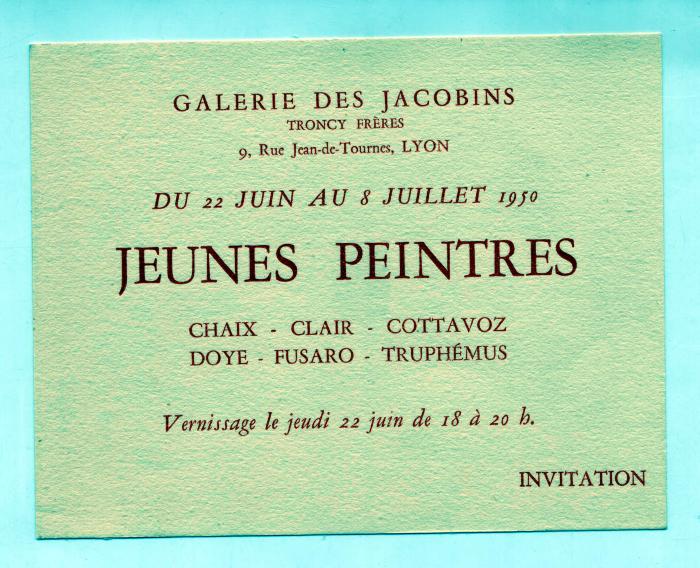 GALERIE DES JACOBINS
TRONCY FRÈRES
9, Rue Jean-de-Tournes, LYON
DU 22 JUIN AU 8 JUILLET 1950
JEUNES PEINTRES
CHAIX - CLAIR - COTTAVOZ
DOYE - FUSARO - TRUPHÉMUS
Vernissage le jeudi 22 juin de 18 à 20 h.
INVITATION